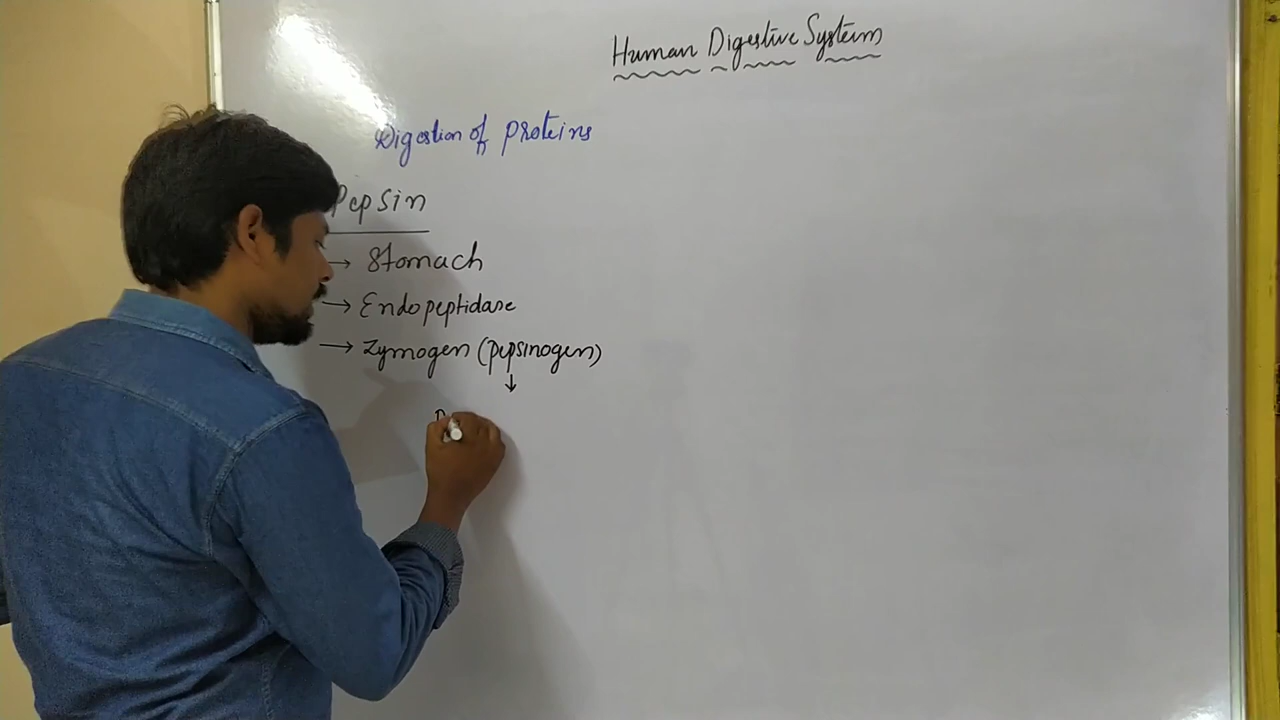 Human Digestive System
Digestion of Proteins
Pepsin
→ Stomach
→ Endopeptidase
→ Zymogen (pepsinogen)
↓